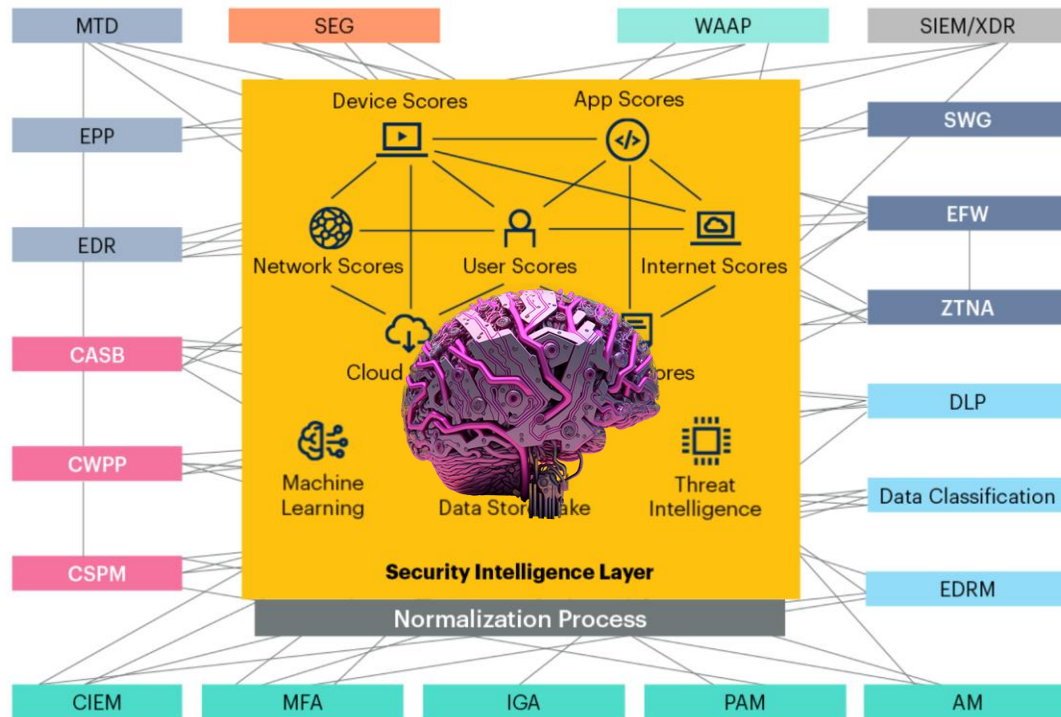 MTD
SEG
WAAP
SIEM/XDR
Device Scores
App Scores
EPP
SWG
EDR
EFW
Network Scores
User Scores
Internet Scores
ZTNA
CASB
Cloud
DLP
CWPP
Machine
Learning
Data Store
Threat
Intelligence
Data Classification
CSPM
Security Intelligence Layer
EDRM
Normalization Process
CIEM
MFA
IGA
PAM
AM